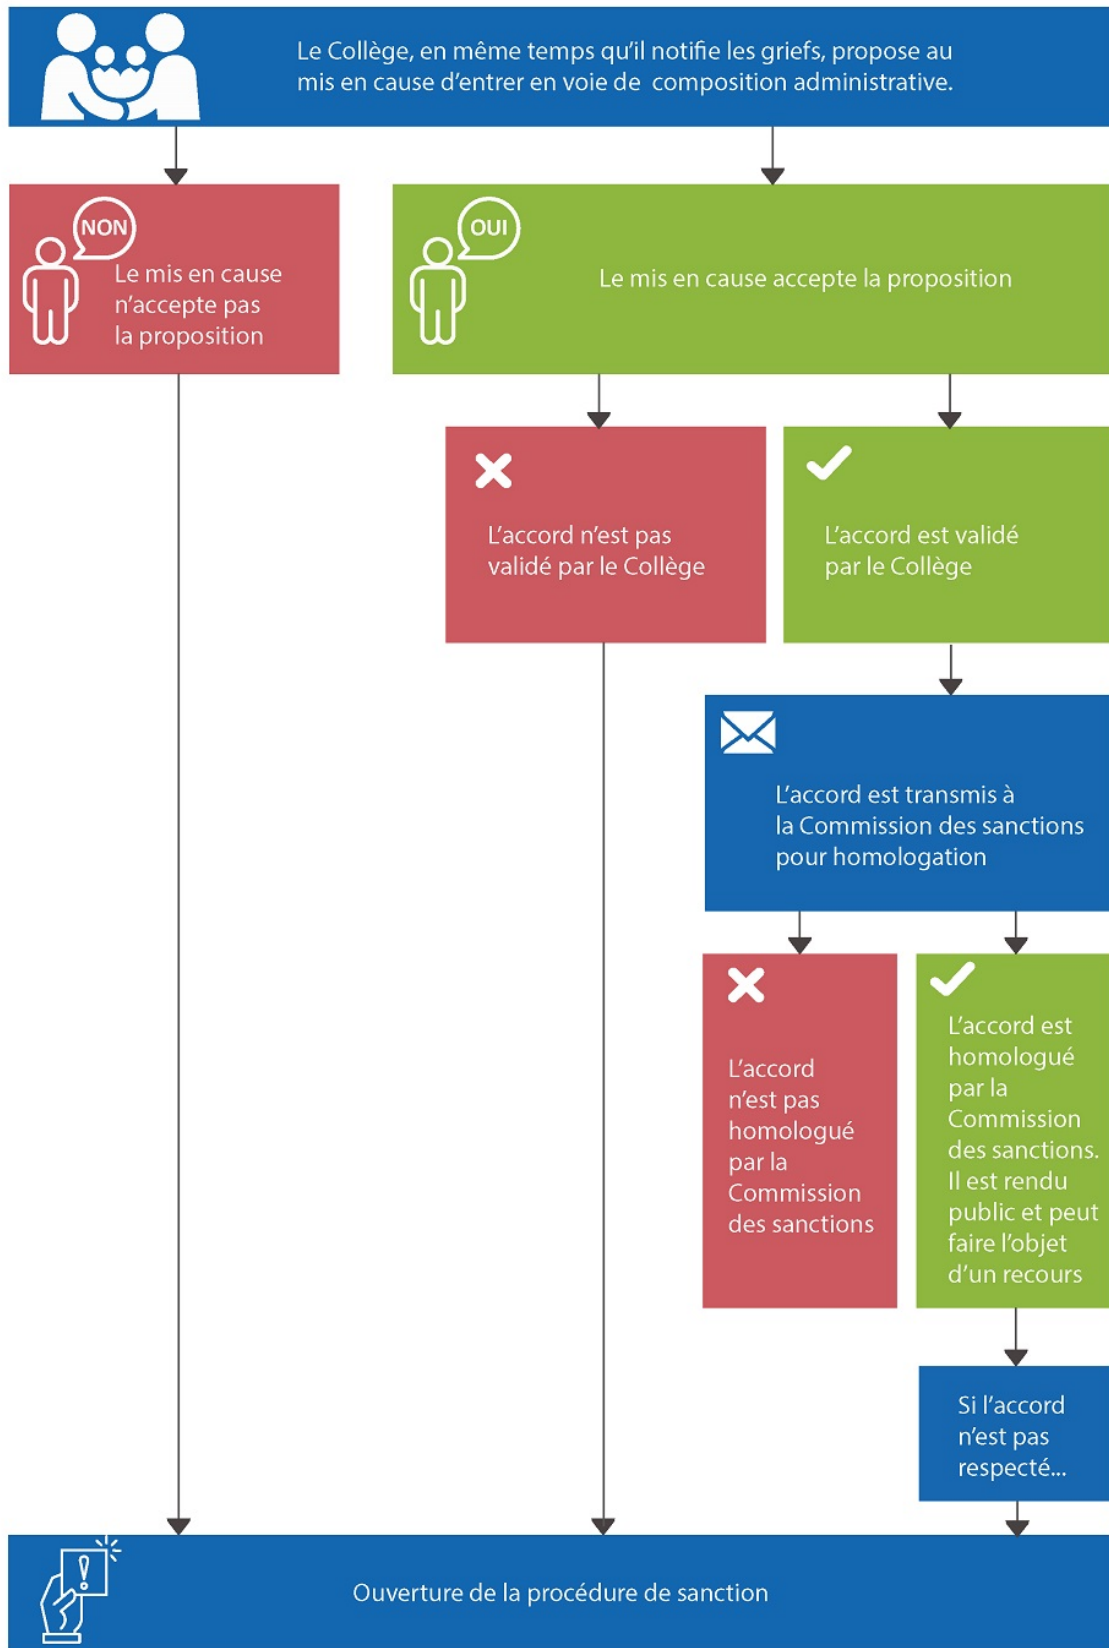 Le Collège, en même temps qu'il notifie les griefs, propose au
mis en cause d'entrer en voie de composition administrative.
NON
Le mis en cause
n'accepte pas
la proposition
OUI
Le mis en cause accepte la proposition
L'accord n'est pas
validé par le Collège
L'accord est validé
par le Collège
L'accord est transmis à
la Commission des sanctions
pour homologation
L'accord
n'est pas
homologué
par la
Commission
des sanctions
L'accord est
homologué
par la
Commission
des sanctions.
Il est rendu
public et peut
faire l'objet
d'un recours
Si l'accord
n'est pas
respecté...
!
Ouverture de la procédure de sanction